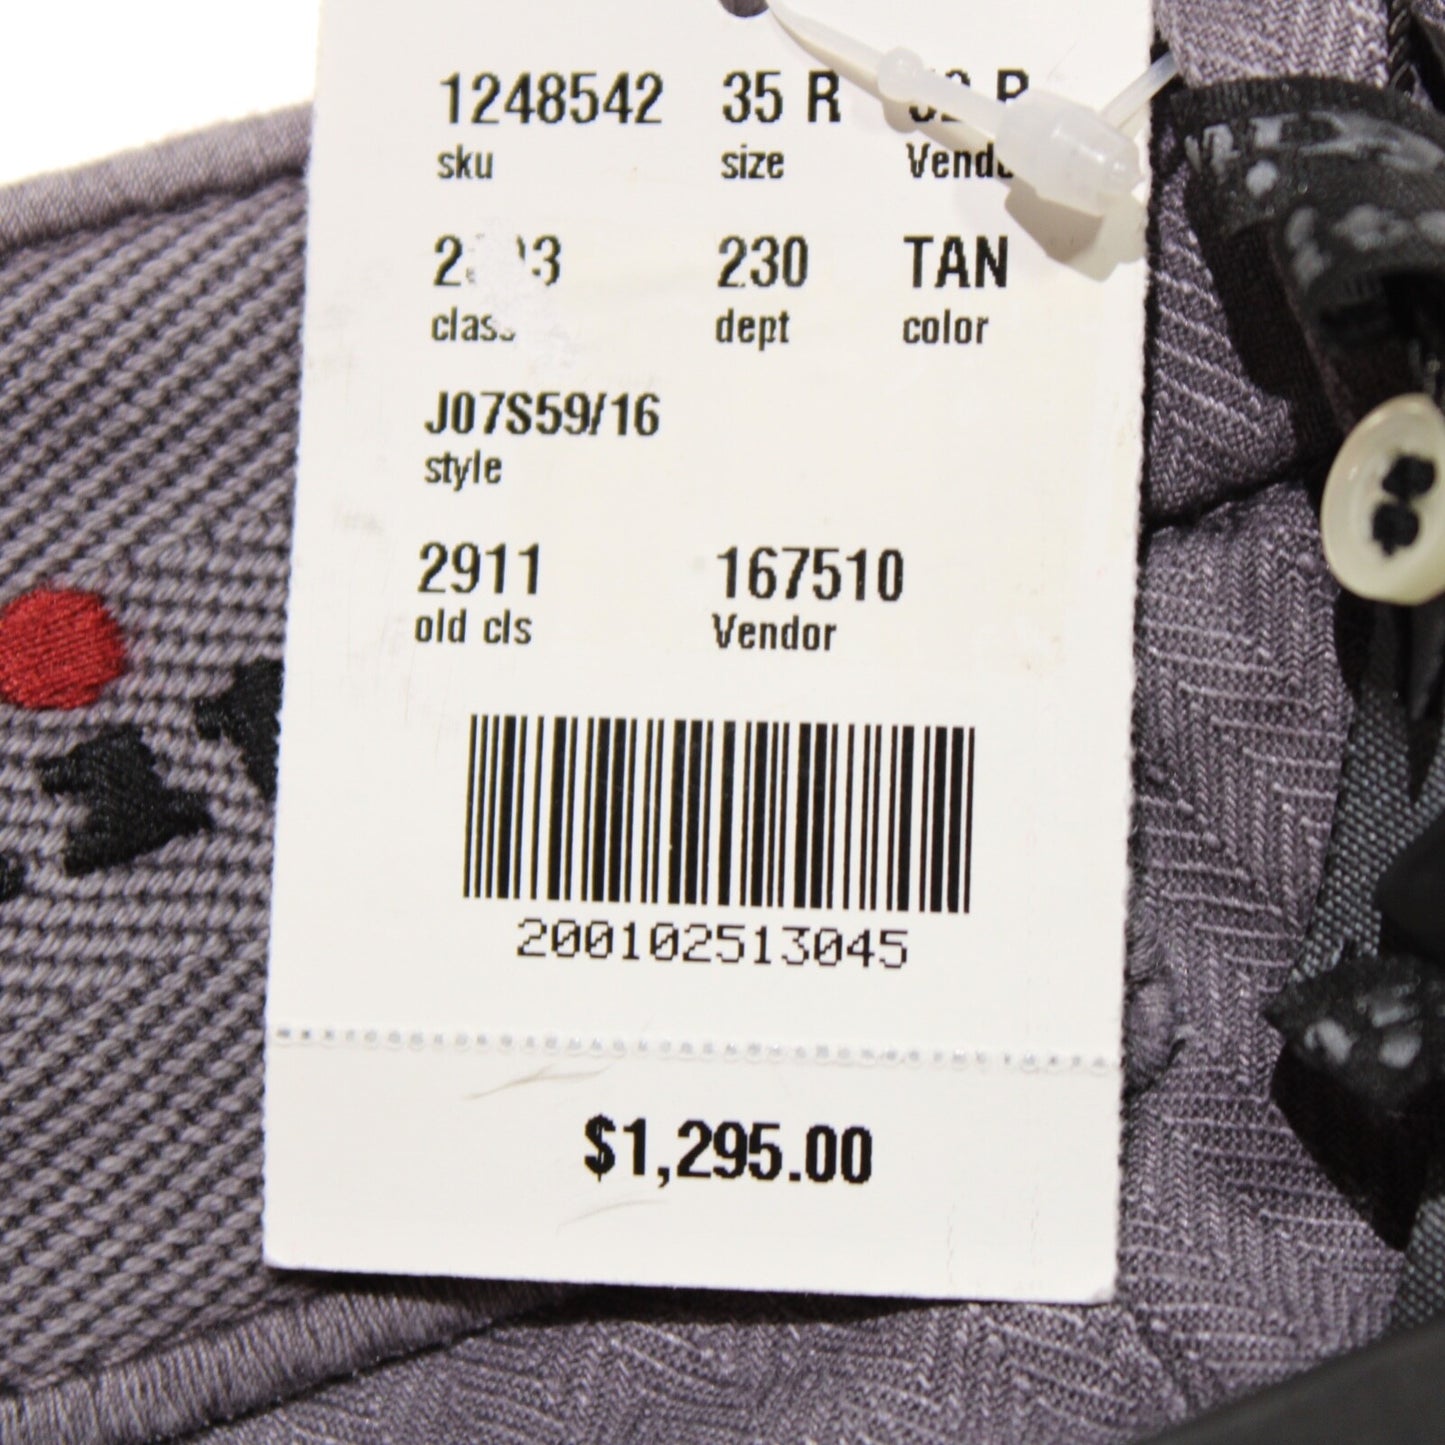 1248542 35 R
sku size
230 TAN
class dept color
J07S59/16
style
2911 167510
old cls Vendor
200102513045
$1,295.00